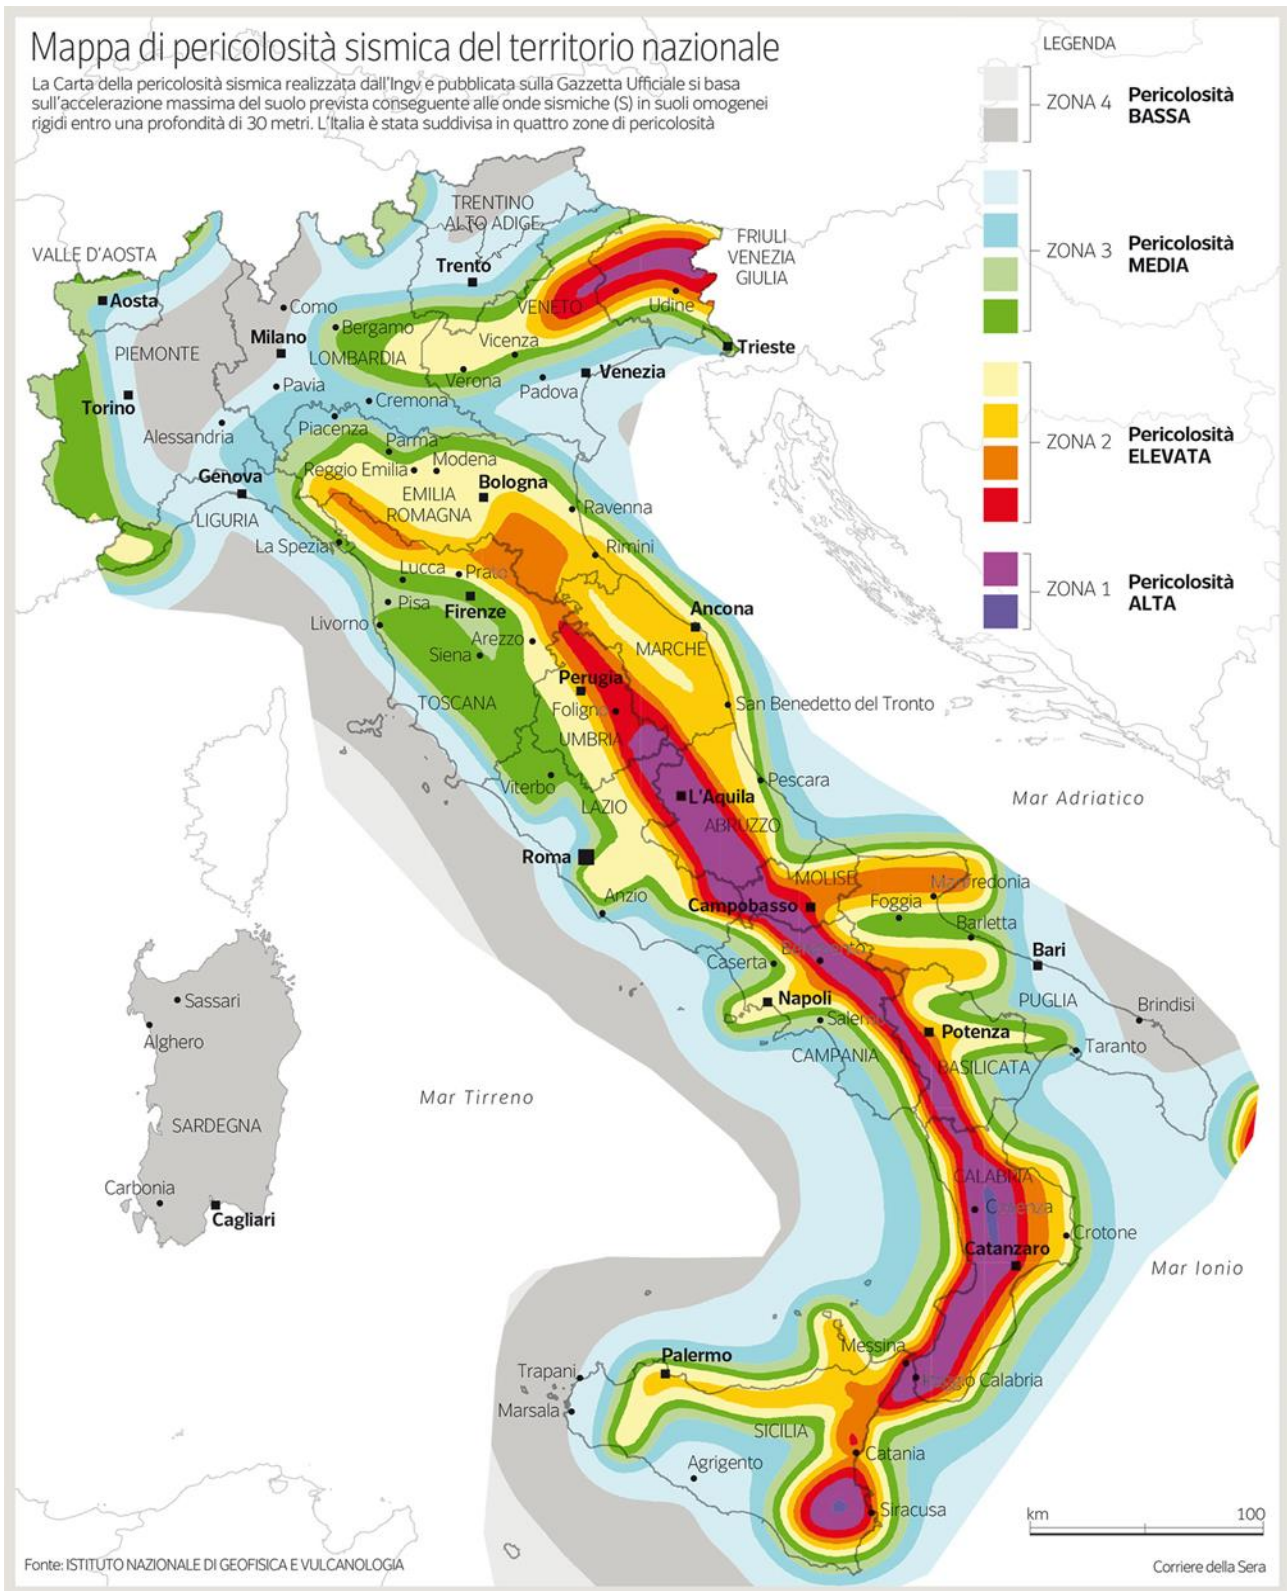 Mappa di pericolosità sismica del territorio nazionale
La Carta della pericolosità sismica realizzata dall'Ingv e pubblicata sulla Gazzetta Ufficiale si basa
sull'accelerazione massima del suolo prevista conseguente alle onde sismiche (S) in suoli omogenei
rigidi entro una profondità di 30 metri. L'Italia è stata suddivisa in quattro zone di pericolosità
LEGENDA
ZONA 4
Pericolosità
BASSA
ZONA 3
Pericolosità
MEDIA
ZONA 2
Pericolosità
ELEVATA
ZONA 1
Pericolosità
ALTA
TRENTINO
ALTO ADIGE
VALLE D'AOSTA
FRIULI
VENEZIA
GIULIA
Trento
Aosta
Como
VENETO
Udine
Bergamo
Milano
Vicenza
Trieste
PIEMONTE
LOMBARDIA
Verona
Venezia
Pavia
Padova
Torino
Cremona
Alessandria
Piacenza
Parma
Reggio Emilia
Modena
Genova
Bologna
EMILIA
ROMAGNA
LIGURIA
Ravenna
La Spezia
Rimini
Lucca
Prato
Pisa
Firenze
Ancona
Livorno
Arezzo
Siena
MARCHE
Perugia
TOSCANA
Foligno
San Benedetto del Tronto
UMBRIA
Viterbo
Pescara
LAZIO
L'Aquila
Mar Adriatico
ABRUZZO
Roma
MOLISE
Manfredonia
Anzio
Campobasso
Foggia
Barletta
Caserta
Benevento
Bari
Napoli
PUGLIA
Sassari
Brindisi
Salerno
Potenza
Alghero
Taranto
CAMPANIA
BASILICATA
Mar Tirreno
SARDEGNA
CALABRIA
Carbonia
Cosenza
Cagliari
Crotone
Catanzaro
Mar Ionio
Messina
Palermo
Trapani
Reggio Calabria
Marsala
SICILIA
Catania
Agrigento
Siracusa
km
100
Fonte: ISTITUTO NAZIONALE DI GEOFISICA E VULCANOLOGIA
Corriere della Sera